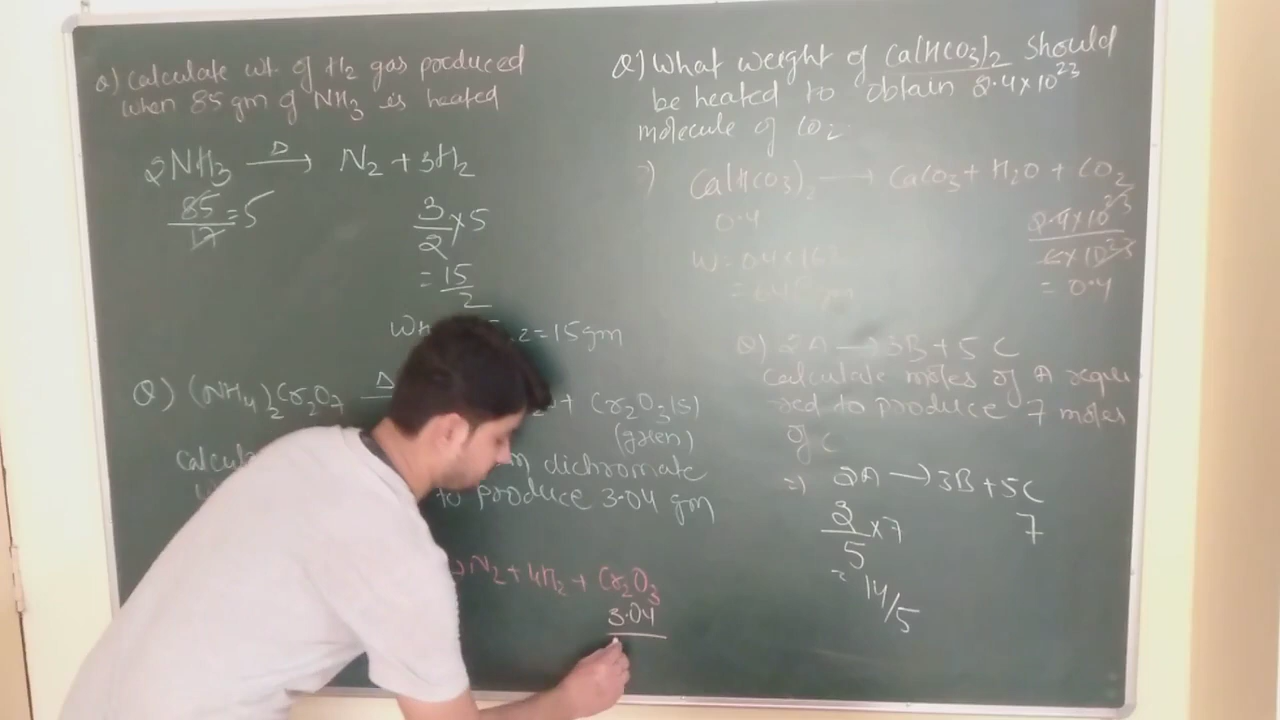 Q) Calculate wt. of H2 gas produced
when 85 gm of NH3 is heated
2NH3 —Δ→ N2 + 3H2
85/17 = 5
3/2 × 5
= 15/2
= 15 gm
Q) (NH4)2Cr2O7 —Δ→ + Cr2O3(s)
(green)
dichromate
to produce 3.04 gm
N2 + 4H2 + Cr2O3
3.04
Q) What weight of Ca(HCO3)2 should
be heated to obtain 2.4×10^23
molecule of CO2
Ca(HCO3)2 ⟶ CaCO3 + H2O + CO2
0.4
2.4×10^23/6×10^23
= 0.4
W = 0.4×162
Q) 2A ⟶ 3B + 5C
Calculate moles of A requi
red to produce 7 moles
of C
⇒) 2A ⟶ 3B + 5C
2/5 × 7
7
= 14/5